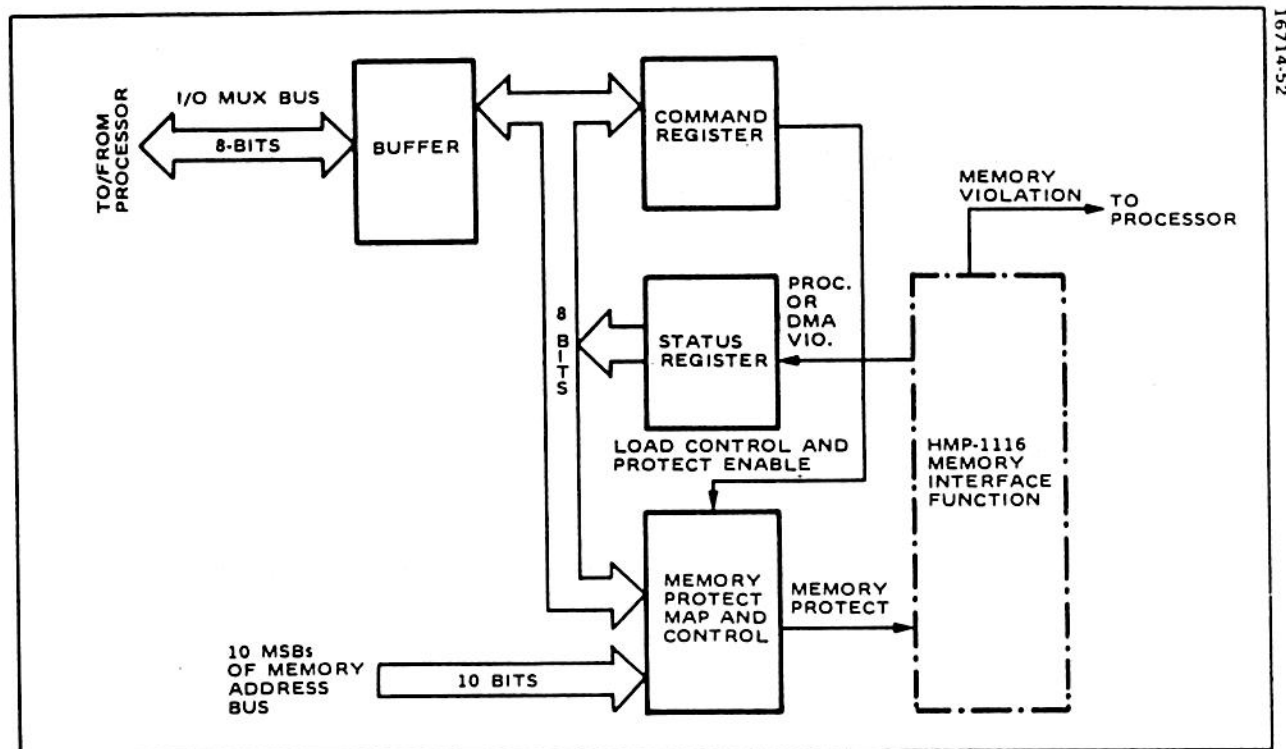 16714-52
I/O MUX BUS
8-BITS
TO/FROM
PROCESSOR
BUFFER
COMMAND
REGISTER
MEMORY
VIOLATION
TO
PROCESSOR
8
BITS
STATUS
REGISTER
PROC.
OR
DMA
VIO.
LOAD CONTROL AND
PROTECT ENABLE
HMP-1116
MEMORY
INTERFACE
FUNCTION
MEMORY
PROTECT
MAP AND
CONTROL
MEMORY
PROTECT
10 MSBs
OF MEMORY
ADDRESS
BUS
10 BITS